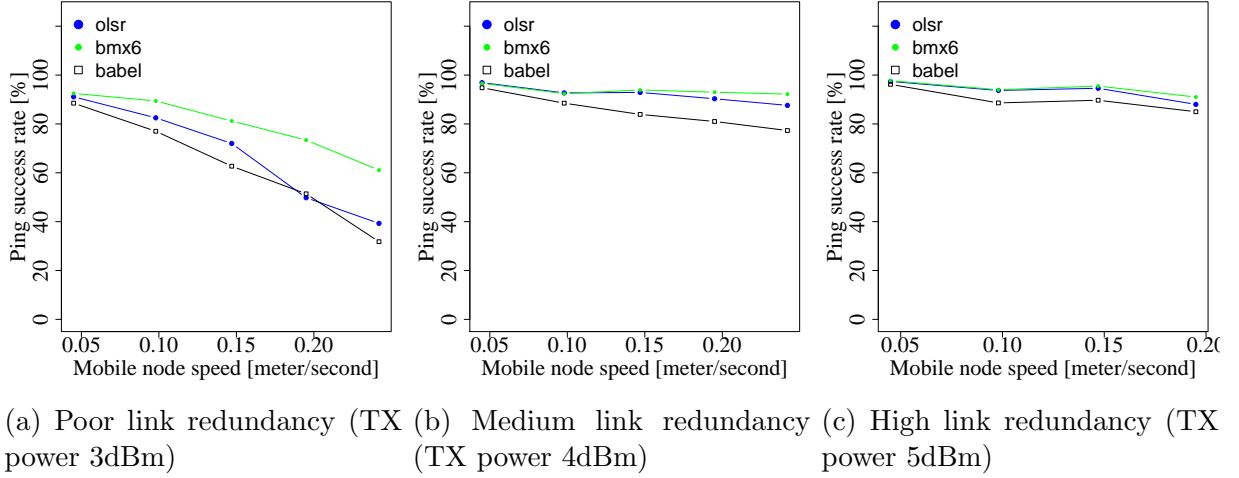 olsr
bmx6
babel
Ping success rate [%]
0 20 40 60 80 100
0.05 0.10 0.15 0.20
Mobile node speed [meter/second]
olsr
bmx6
babel
Ping success rate [%]
0 20 40 60 80 100
0.05 0.10 0.15 0.20
Mobile node speed [meter/second]
olsr
bmx6
babel
Ping success rate [%]
0 20 40 60 80 100
0.05 0.10 0.15 0.20
Mobile node speed [meter/second]
(a) Poor link redundancy (TX
power 3dBm)
(b) Medium link redundancy
(TX power 4dBm)
(c) High link redundancy (TX
power 5dBm)